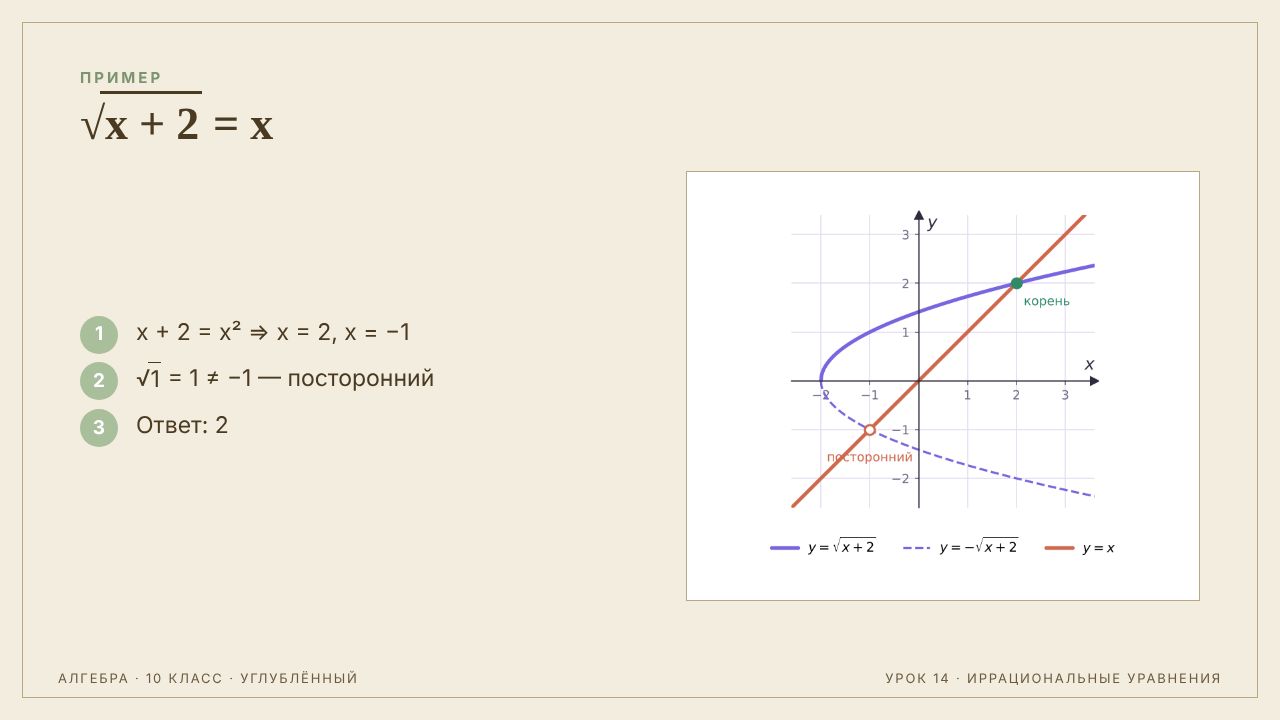 ПРИМЕР
√x + 2 = x
1 x + 2 = x² ⇒ x = 2, x = −1
2 √1 = 1 ≠ −1 — посторонний
3 Ответ: 2
y
3
2
корень
1
x
−2 −1 1 2 3
−1
посторонний
−2
y = √x + 2 y = −√x + 2 y = x
АЛГЕБРА · 10 КЛАСС · УГЛУБЛЁННЫЙ
УРОК 14 · ИРРАЦИОНАЛЬНЫЕ УРАВНЕНИЯ